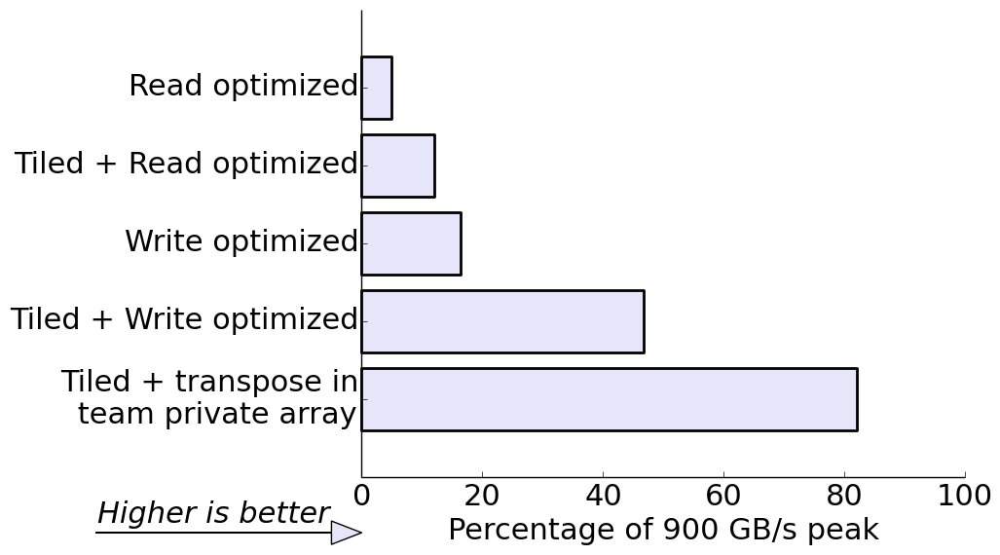 Read optimized
Tiled + Read optimized
Write optimized
Tiled + Write optimized
Tiled + transpose in
team private array
0 20 40 60 80 100
Higher is better
Percentage of 900 GB/s peak